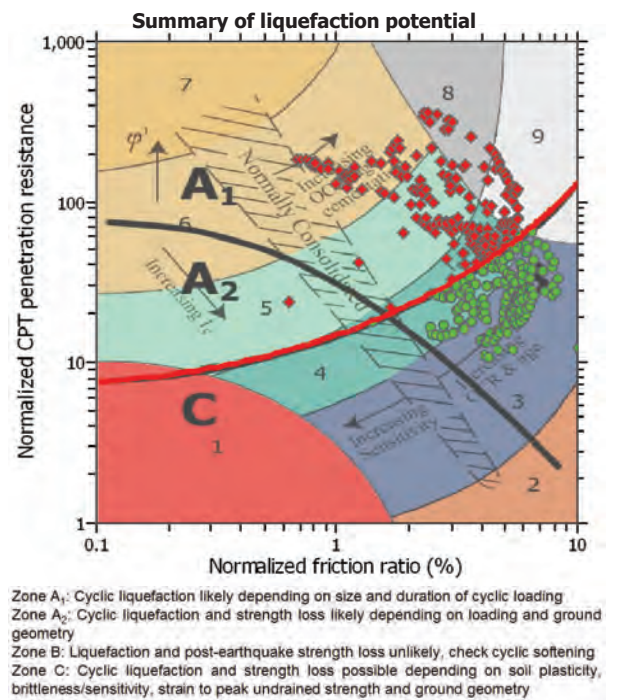 Summary of liquefaction potential
Normalized CPT penetration resistance
1,000
100
10
1
7
8
9
φ'
Increasing
OCR, age,
cementation
A1
Normally Consolidated
6
A2
Increasing Ic
5
4
Increasing
OCR & age
3
C
1
Increasing
Sensitivity
2
0.1
1
10
Normalized friction ratio (%)
Zone A1: Cyclic liquefaction likely depending on size and duration of cyclic loading
Zone A2: Cyclic liquefaction and strength loss likely depending on loading and ground
geometry
Zone B: Liquefaction and post-earthquake strength loss unlikely, check cyclic softening
Zone C: Cyclic liquefaction and strength loss possible depending on soil plasticity,
brittleness/sensitivity, strain to peak undrained strength and ground geometry